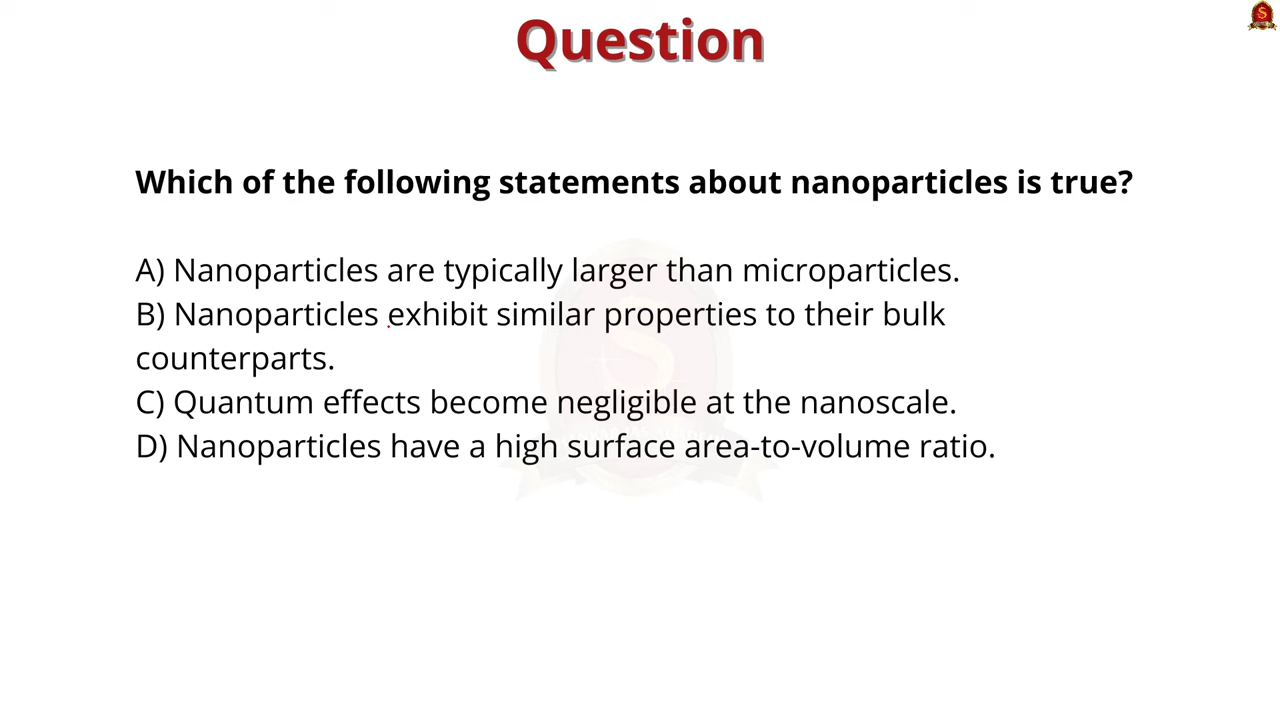 Question
Which of the following statements about nanoparticles is true?
A) Nanoparticles are typically larger than microparticles.
B) Nanoparticles exhibit similar properties to their bulk
counterparts.
C) Quantum effects become negligible at the nanoscale.
D) Nanoparticles have a high surface area-to-volume ratio.